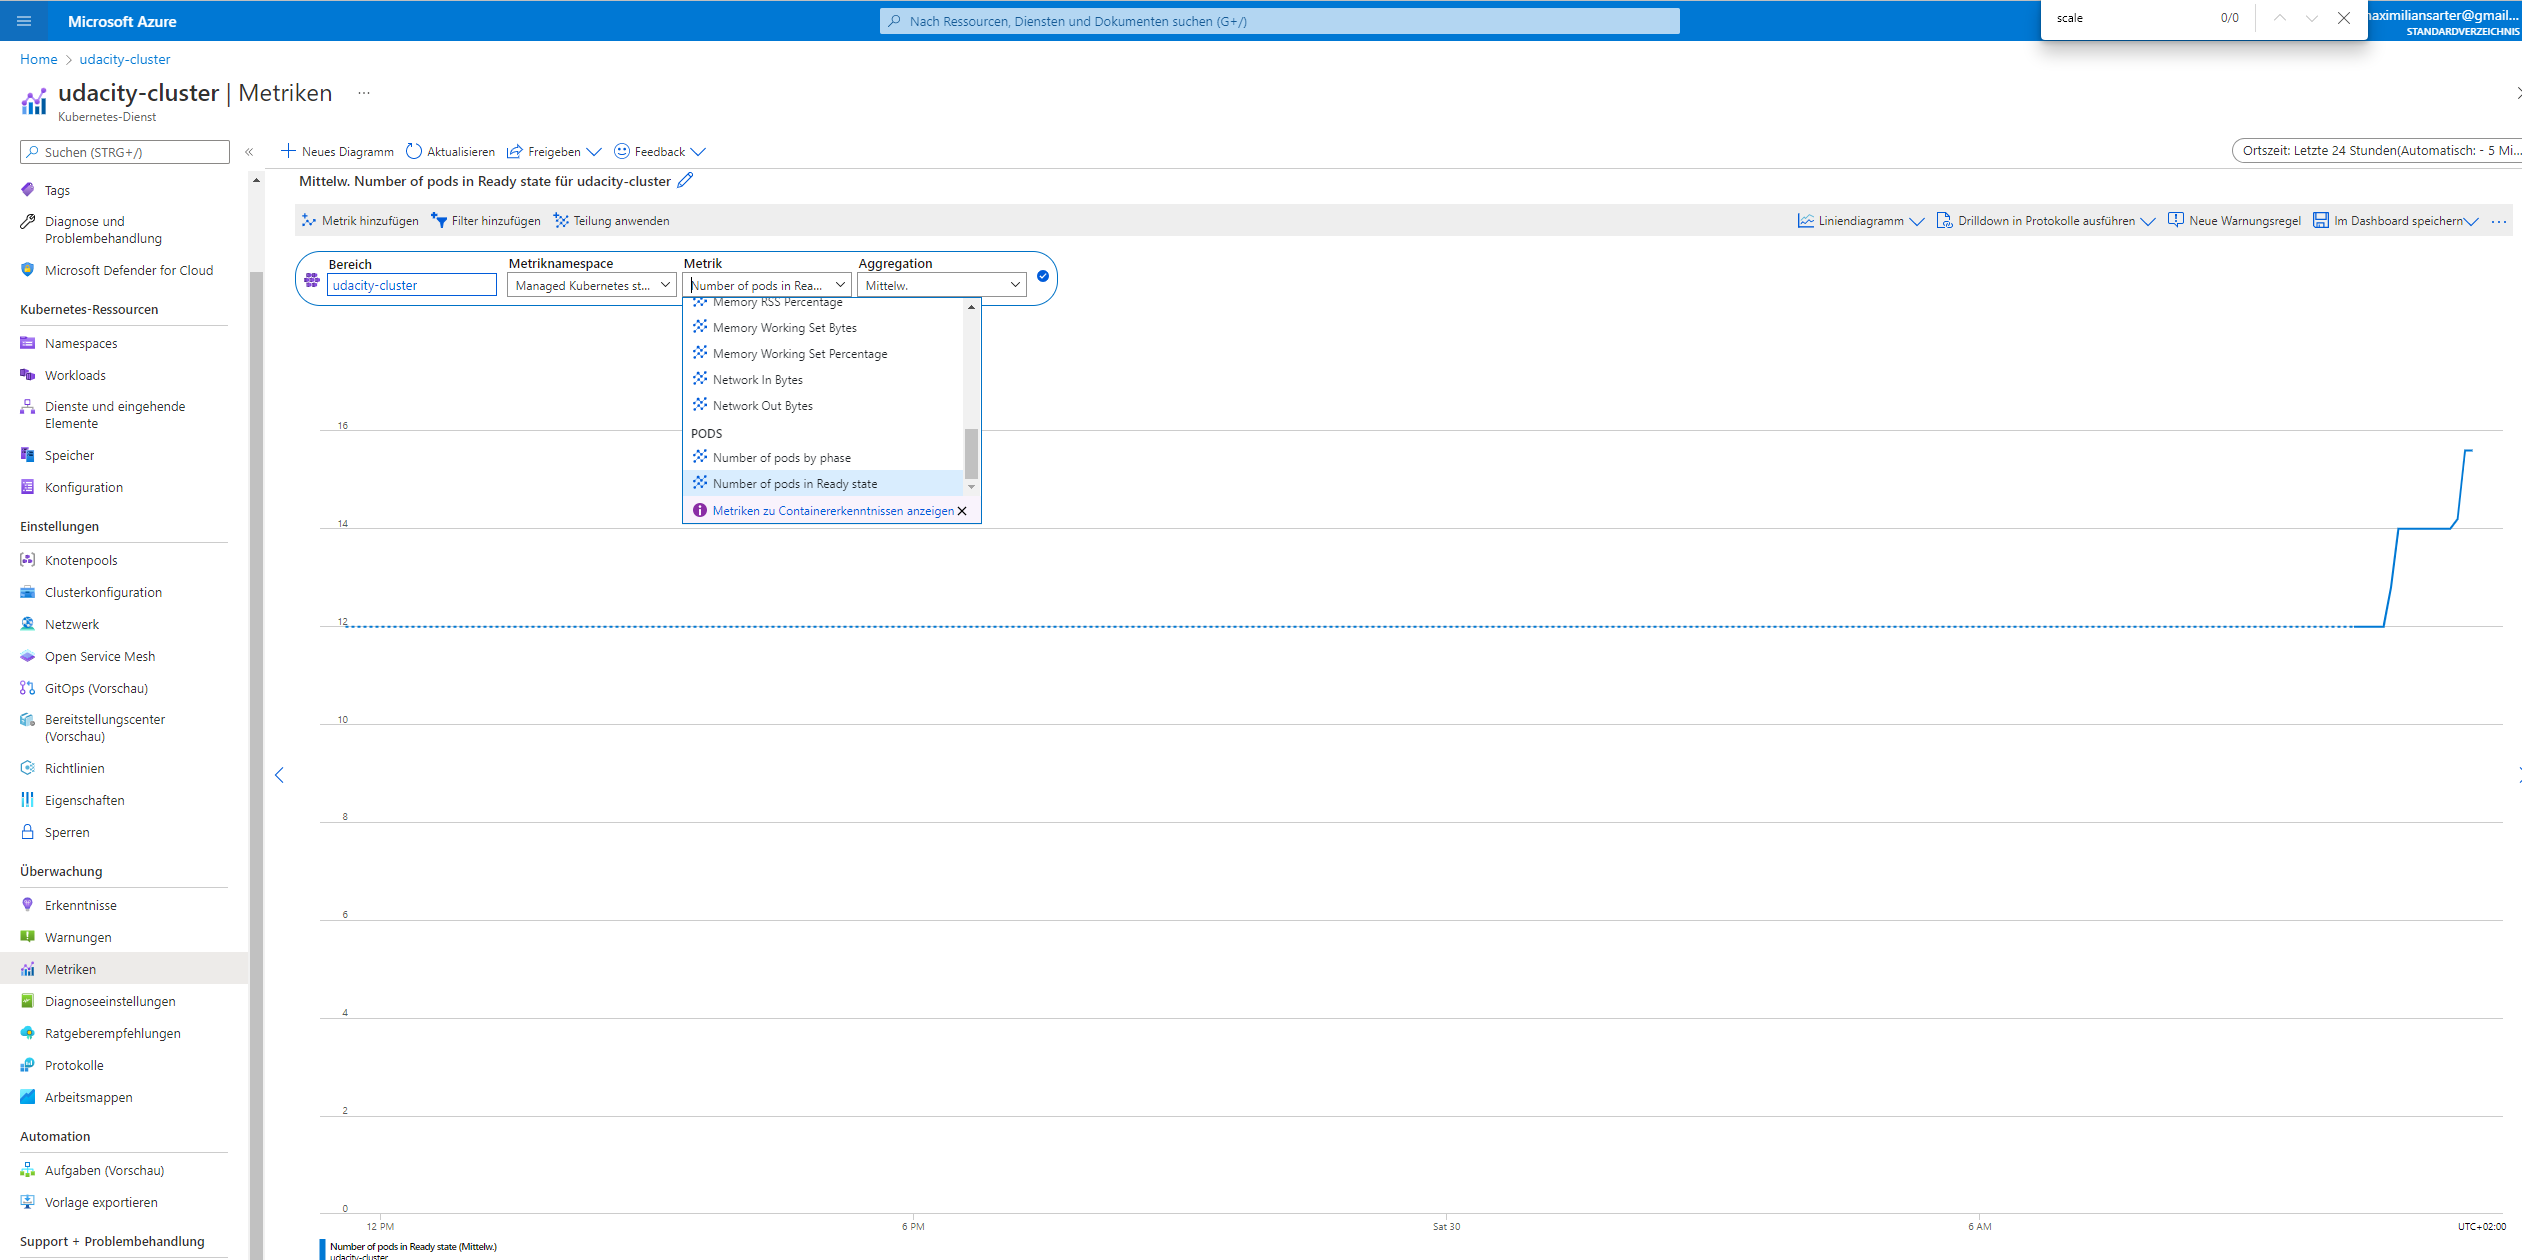 Microsoft Azure
Nach Ressourcen, Diensten und Dokumenten suchen (G+/)
scale
0/0
naximiliansarter@gmail...
STANDARDVERZEICHNIS
Home
udacity-cluster
udacity-cluster | Metriken
...
Kubernetes-Dienst
Suchen (STRG+/)
«
Neues Diagramm
Aktualisieren
Freigeben
Feedback
Ortszeit: Letzte 24 Stunden(Automatisch: - 5 Mi...
Tags
Diagnose und
Problembehandlung
Microsoft Defender for Cloud
Kubernetes-Ressourcen
Namespaces
Workloads
Dienste und eingehende
Elemente
Speicher
Konfiguration
Einstellungen
Knotenpools
Clusterkonfiguration
Netzwerk
Open Service Mesh
GitOps (Vorschau)
Bereitstellungscenter
(Vorschau)
Richtlinien
Eigenschaften
Sperren
Überwachung
Erkenntnisse
Warnungen
Metriken
Diagnoseeinstellungen
Ratgeberempfehlungen
Protokolle
Arbeitsmappen
Automation
Aufgaben (Vorschau)
Vorlage exportieren
Support + Problembehandlung
Mittelw. Number of pods in Ready state für udacity-cluster
Metrik hinzufügen
Filter hinzufügen
Teilung anwenden
Liniendiagramm
Drilldown in Protokolle ausführen
Neue Warnungsregel
Im Dashboard speichern
...
Bereich
udacity-cluster
Metriknamespace
Managed Kubernetes st...
Metrik
Number of pods in Rea...
Aggregation
Mittelw.
Memory RSS Percentage
Memory Working Set Bytes
Memory Working Set Percentage
Network In Bytes
Network Out Bytes
PODS
Number of pods by phase
Number of pods in Ready state
Metriken zu Containererkenntnissen anzeigen
16
14
12
10
8
6
4
2
0
12 PM
6 PM
Sat 30
6 AM
UTC+02:00
Number of pods in Ready state (Mittelw.)
udacity-cluster